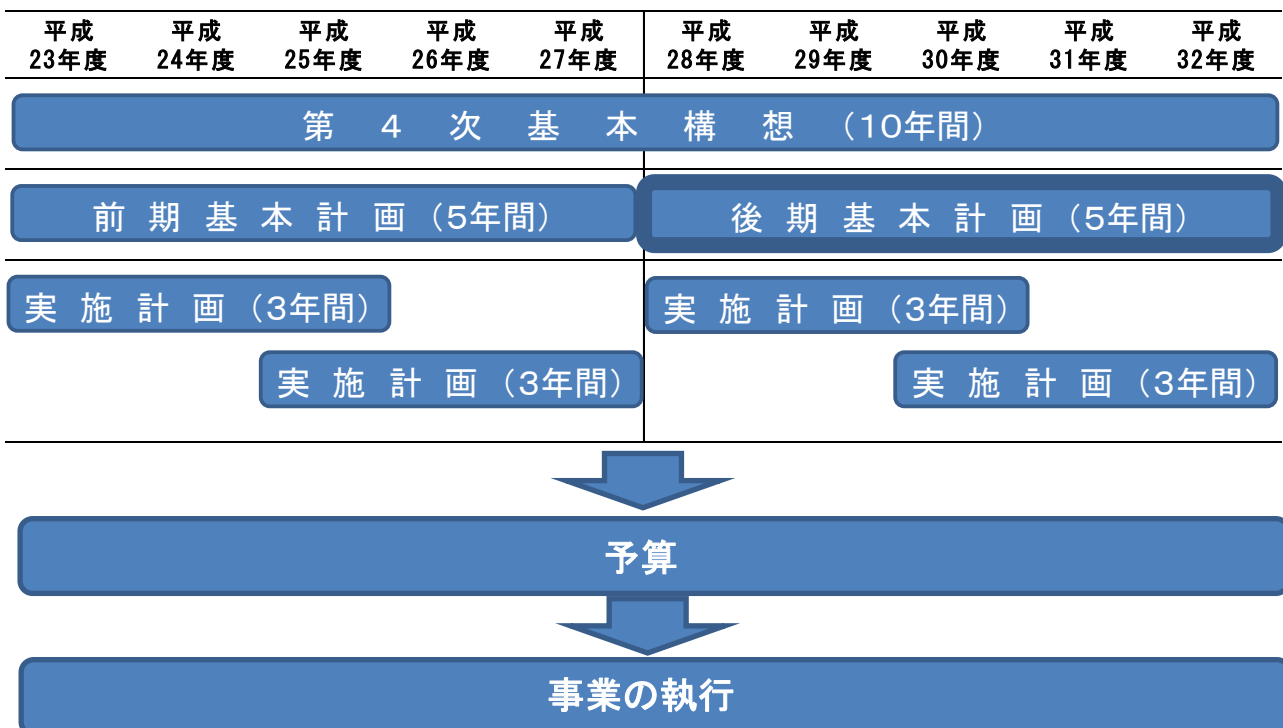 平成 平成 平成 平成 平成 平成 平成 平成 平成 平成
23年度 24年度 25年度 26年度 27年度 28年度 29年度 30年度 31年度 32年度
第４次基本構想（10年間）
前期基本計画（5年間） 後期基本計画（5年間）
実施計画（3年間） 実施計画（3年間）
実施計画（3年間） 実施計画（3年間）
予算
事業の執行